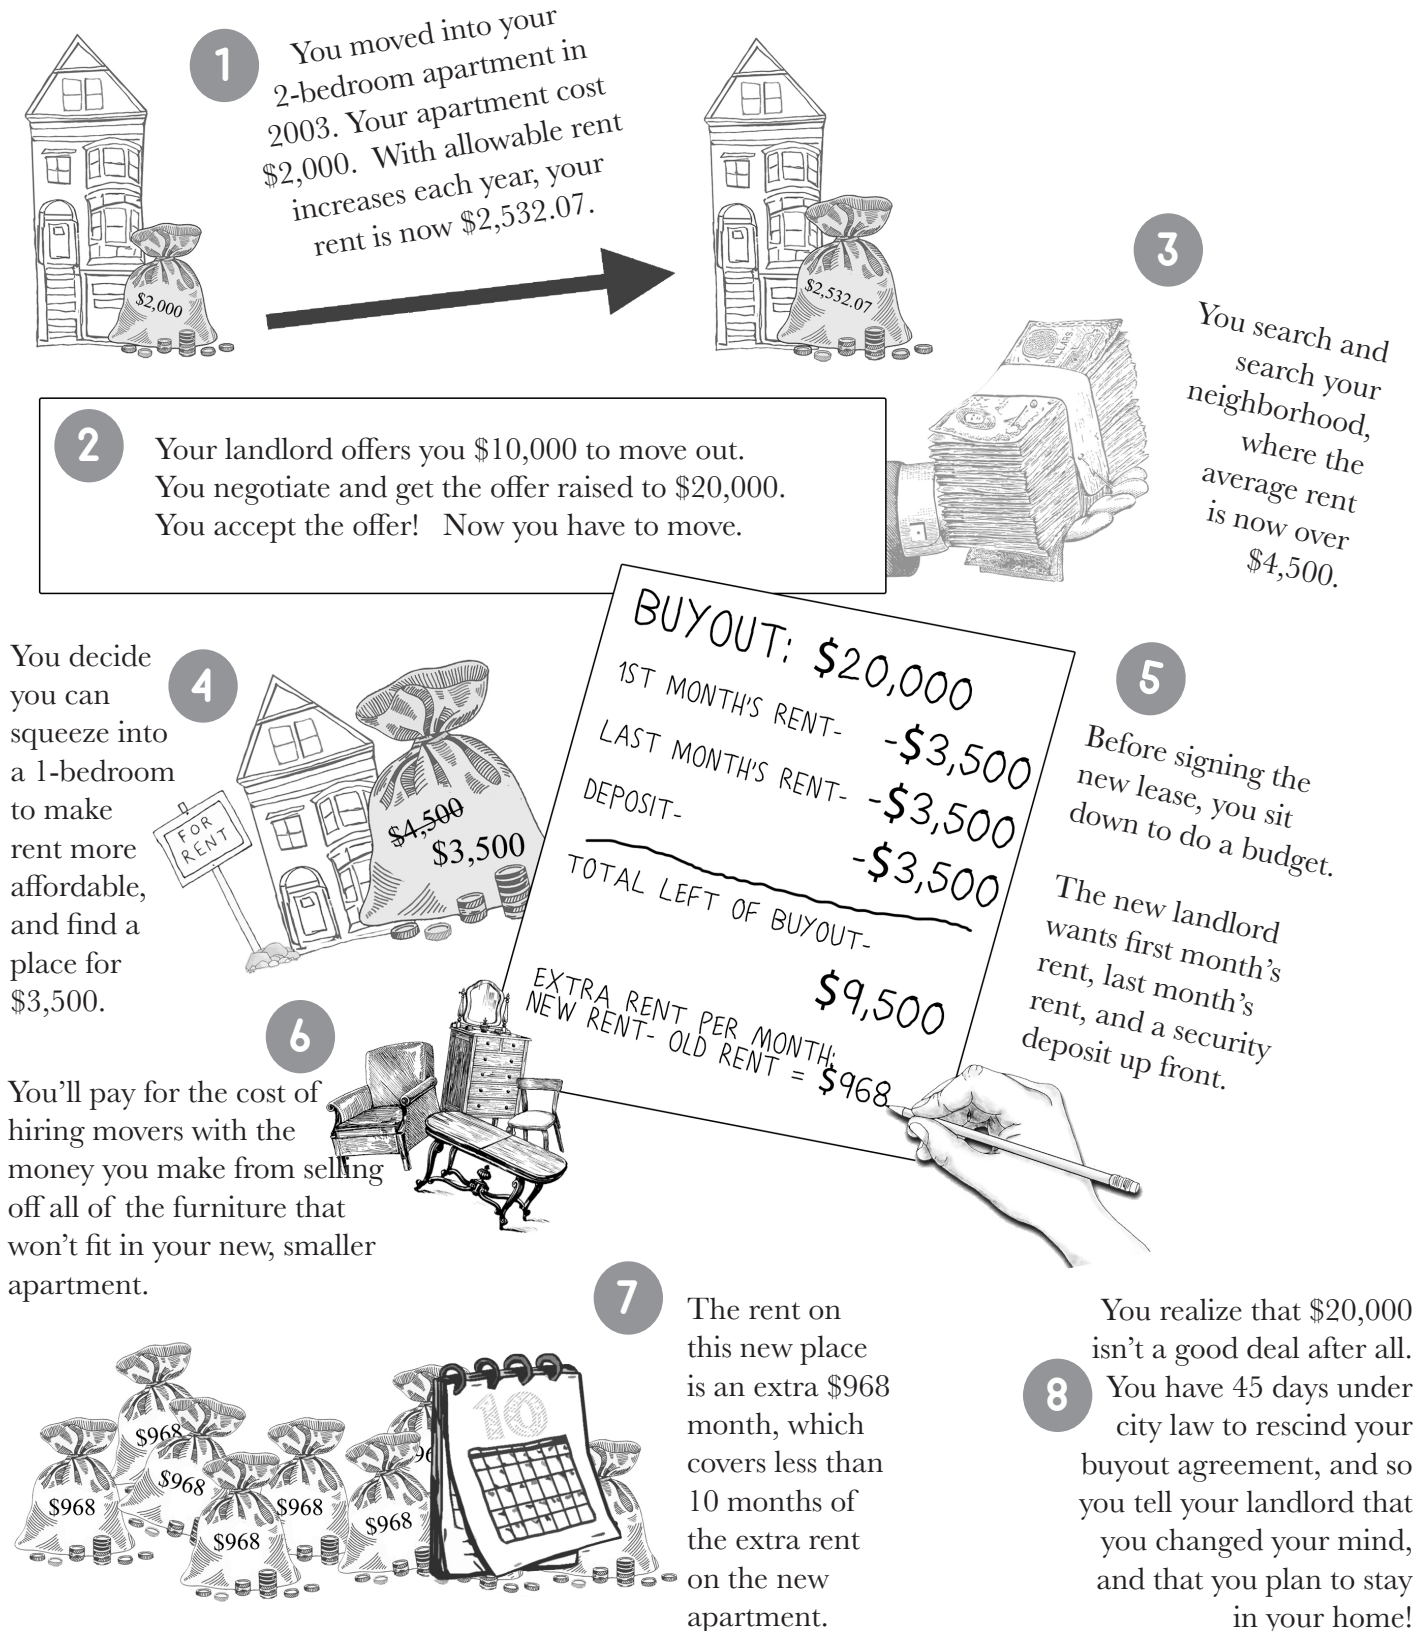 1
You moved into your
2-bedroom apartment in
2003. Your apartment cost
$2,000. With allowable rent
increases each year, your
rent is now $2,532.07.
$2,000
$2,532.07
2
Your landlord offers you $10,000 to move out.
You negotiate and get the offer raised to $20,000.
You accept the offer! Now you have to move.
DOLLARS
3
You search and
search your
neighborhood,
where the
average rent
is now over
$4,500.
4
You decide
you can
squeeze into
a 1-bedroom
to make
rent more
affordable,
and find a
place for
$3,500.
FOR
RENT
$4,500
$3,500
BUYOUT: $20,000
1ST MONTH'S RENT- -$3,500
LAST MONTH'S RENT- -$3,500
DEPOSIT- -$3,500
TOTAL LEFT OF BUYOUT-
$9,500
EXTRA RENT PER MONTH:
NEW RENT- OLD RENT = $968
5
Before signing the
new lease, you sit
down to do a budget.
The new landlord
wants first month's
rent, last month's
rent, and a security
deposit up front.
6
You'll pay for the cost of
hiring movers with the
money you make from selling
off all of the furniture that
won't fit in your new, smaller
apartment.
$968
$968
$968
$968
$968
$968
96
10
7
The rent on
this new place
is an extra $968
month, which
covers less than
10 months of
the extra rent
on the new
apartment.
8
You realize that $20,000
isn't a good deal after all.
You have 45 days under
city law to rescind your
buyout agreement, and so
you tell your landlord that
you changed your mind,
and that you plan to stay
in your home!